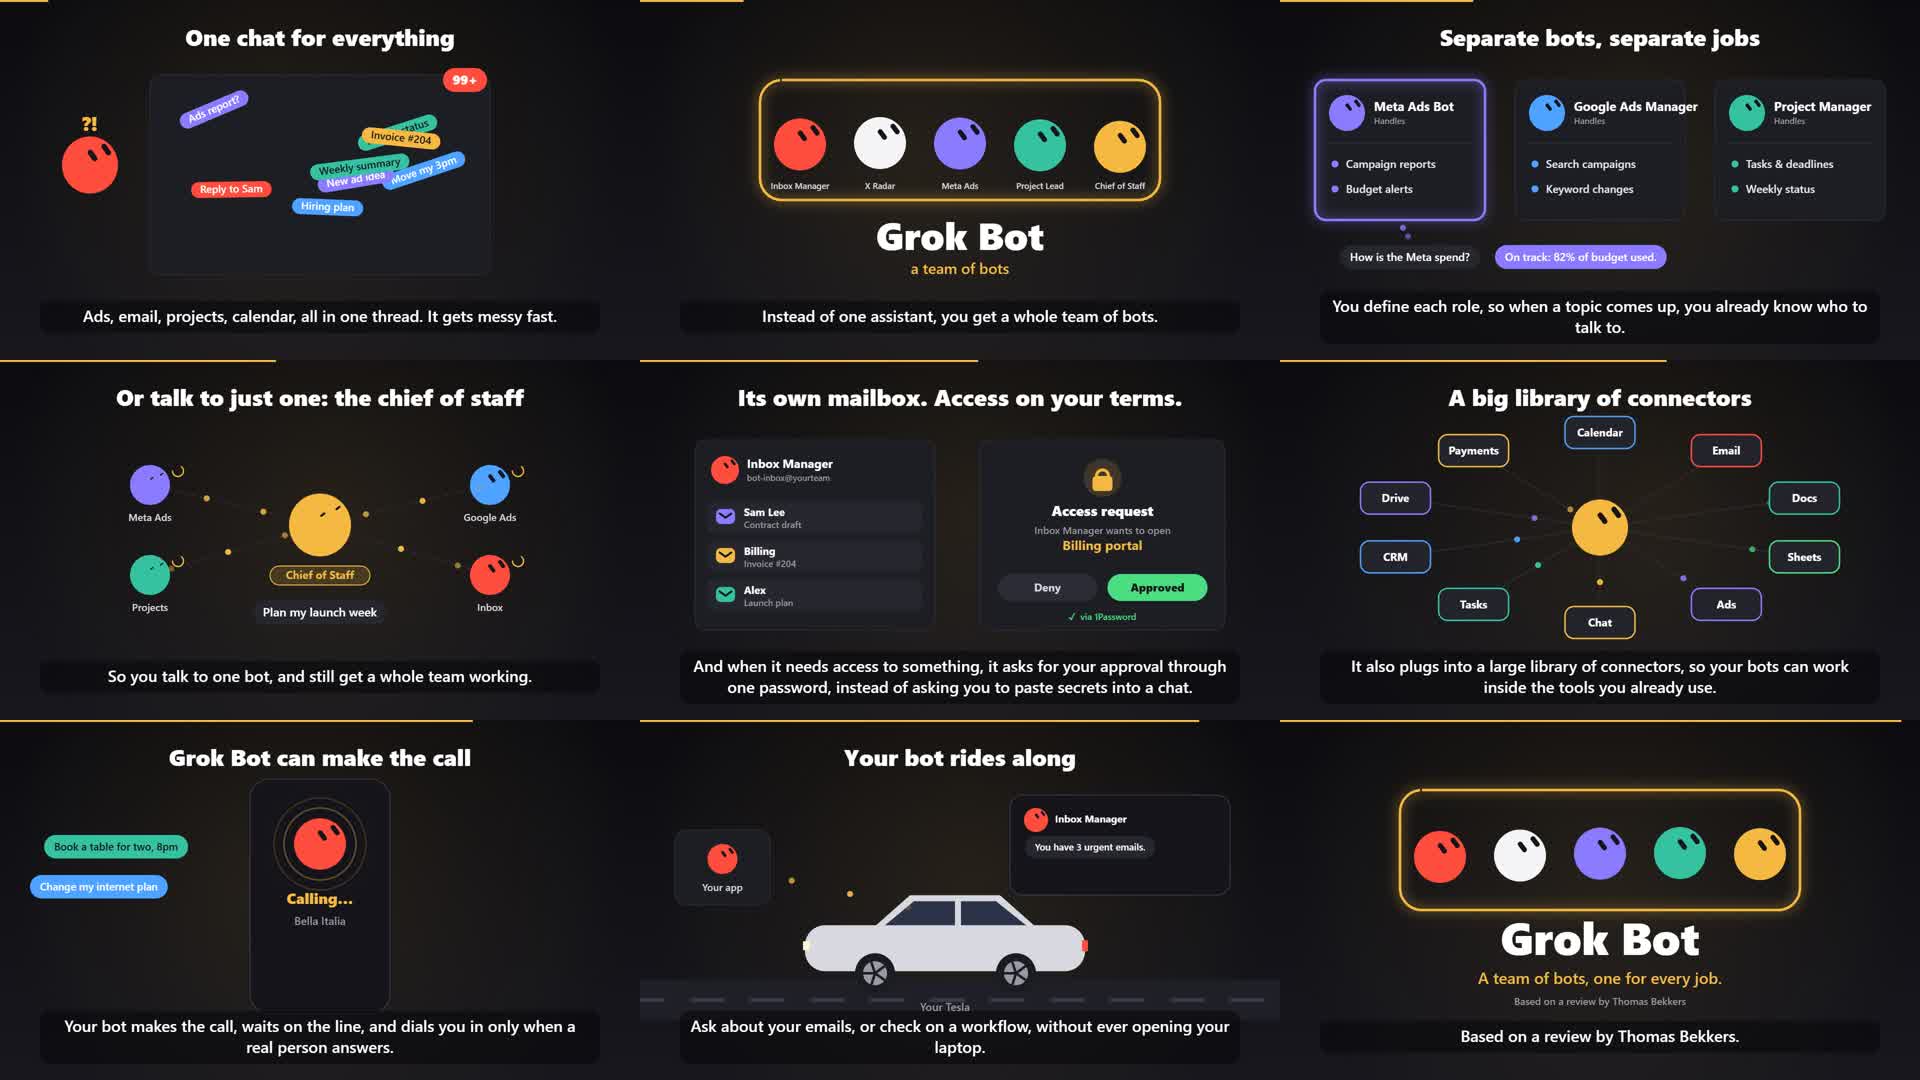 One chat for everything
99+
Ads report?
?!
status
Invoice #204
Weekly summary
Move my 3pm
New ad idea
Reply to Sam
Hiring plan
Ads, email, projects, calendar, all in one thread. It gets messy fast.
Inbox Manager
X Radar
Meta Ads
Project Lead
Chief of Staff
Grok Bot
a team of bots
Instead of one assistant, you get a whole team of bots.
Separate bots, separate jobs
Meta Ads Bot
Handles
Campaign reports
Budget alerts
Google Ads Manager
Handles
Search campaigns
Keyword changes
Project Manager
Handles
Tasks & deadlines
Weekly status
How is the Meta spend?
On track: 82% of budget used.
You define each role, so when a topic comes up, you already know who to
talk to.
Or talk to just one: the chief of staff
Meta Ads
Google Ads
Chief of Staff
Projects
Inbox
Plan my launch week
So you talk to one bot, and still get a whole team working.
Its own mailbox. Access on your terms.
Inbox Manager
bot-inbox@yourteam
Sam Lee
Contract draft
Billing
Invoice #204
Alex
Launch plan
Access request
Inbox Manager wants to open
Billing portal
Deny
Approved
✓ via 1Password
And when it needs access to something, it asks for your approval through
one password, instead of asking you to paste secrets into a chat.
A big library of connectors
Calendar
Payments
Email
Drive
Docs
CRM
Sheets
Tasks
Ads
Chat
It also plugs into a large library of connectors, so your bots can work
inside the tools you already use.
Grok Bot can make the call
Book a table for two, 8pm
Change my internet plan
Calling...
Bella Italia
Your bot makes the call, waits on the line, and dials you in only when a
real person answers.
Your bot rides along
Inbox Manager
You have 3 urgent emails.
Your app
Your Tesla
Ask about your emails, or check on a workflow, without ever opening your
laptop.
Grok Bot
A team of bots, one for every job.
Based on a review by Thomas Bekkers
Based on a review by Thomas Bekkers.